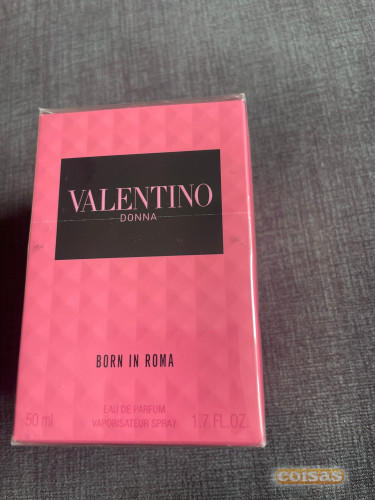 VALENTINO
DONNA
BORN IN ROMA
EAU DE PARFUM
50 ml VAPORISATEUR SPRAY 1.7 FL.OZ.
coisas